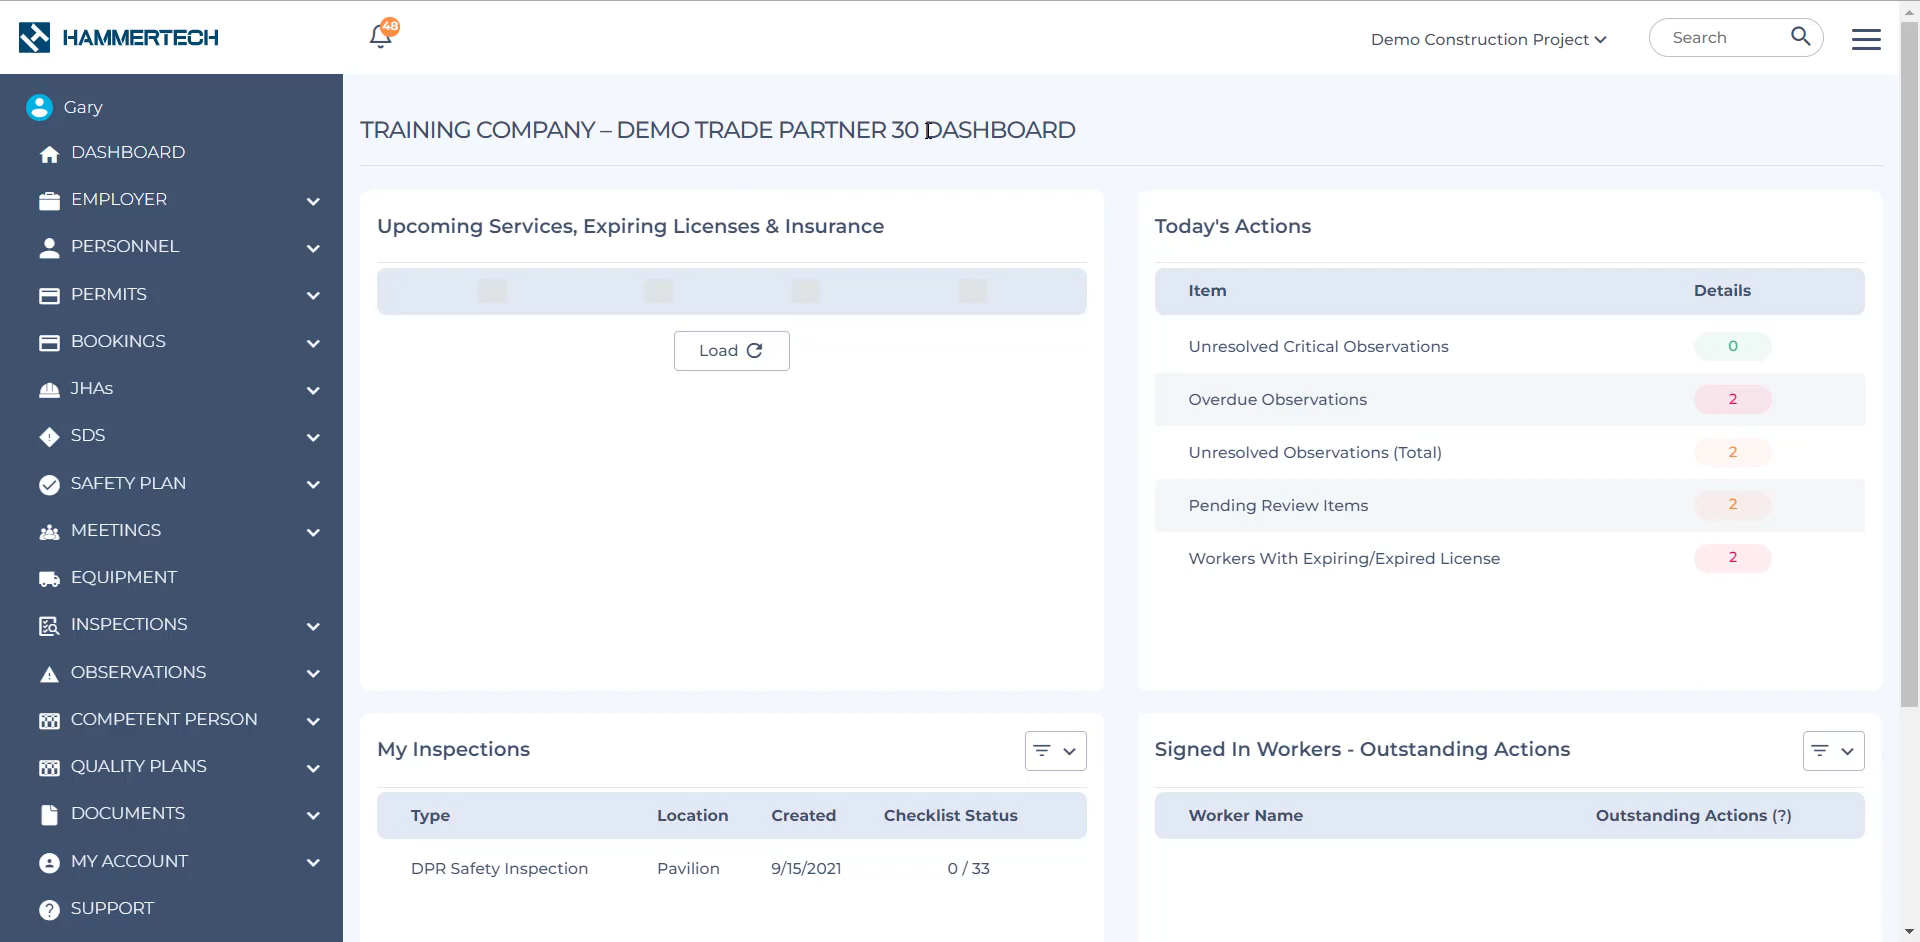 HAMMERTECH
48
Demo Construction Project
Search
Gary
DASHBOARD
EMPLOYER
PERSONNEL
PERMITS
BOOKINGS
JHAs
SDS
SAFETY PLAN
MEETINGS
EQUIPMENT
INSPECTIONS
OBSERVATIONS
COMPETENT PERSON
QUALITY PLANS
DOCUMENTS
MY ACCOUNT
SUPPORT
TRAINING COMPANY – DEMO TRADE PARTNER 30 DASHBOARD
Upcoming Services, Expiring Licenses & Insurance
Load
Today's Actions
Item Details
Unresolved Critical Observations 0
Overdue Observations 2
Unresolved Observations (Total) 2
Pending Review Items 2
Workers With Expiring/Expired License 2
My Inspections
Type Location Created Checklist Status
DPR Safety Inspection Pavilion 9/15/2021 0 / 33
Signed In Workers - Outstanding Actions
Worker Name Outstanding Actions (?)